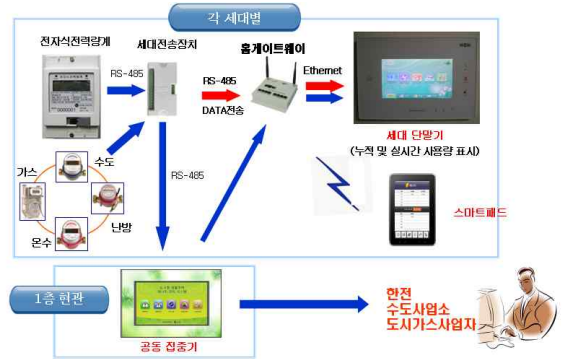 각 세대별
전자식전력량계
세대전송장치
홈게이트웨이
RS-485
RS-485
DATA전송
Ethernet
세대 단말기
(누적 및 실시간 사용량 표시)
가스
수도
온수
난방
RS-485
스마트패드
1층 현관
공동 집중기
한전
수도사업소
도시가스사업자